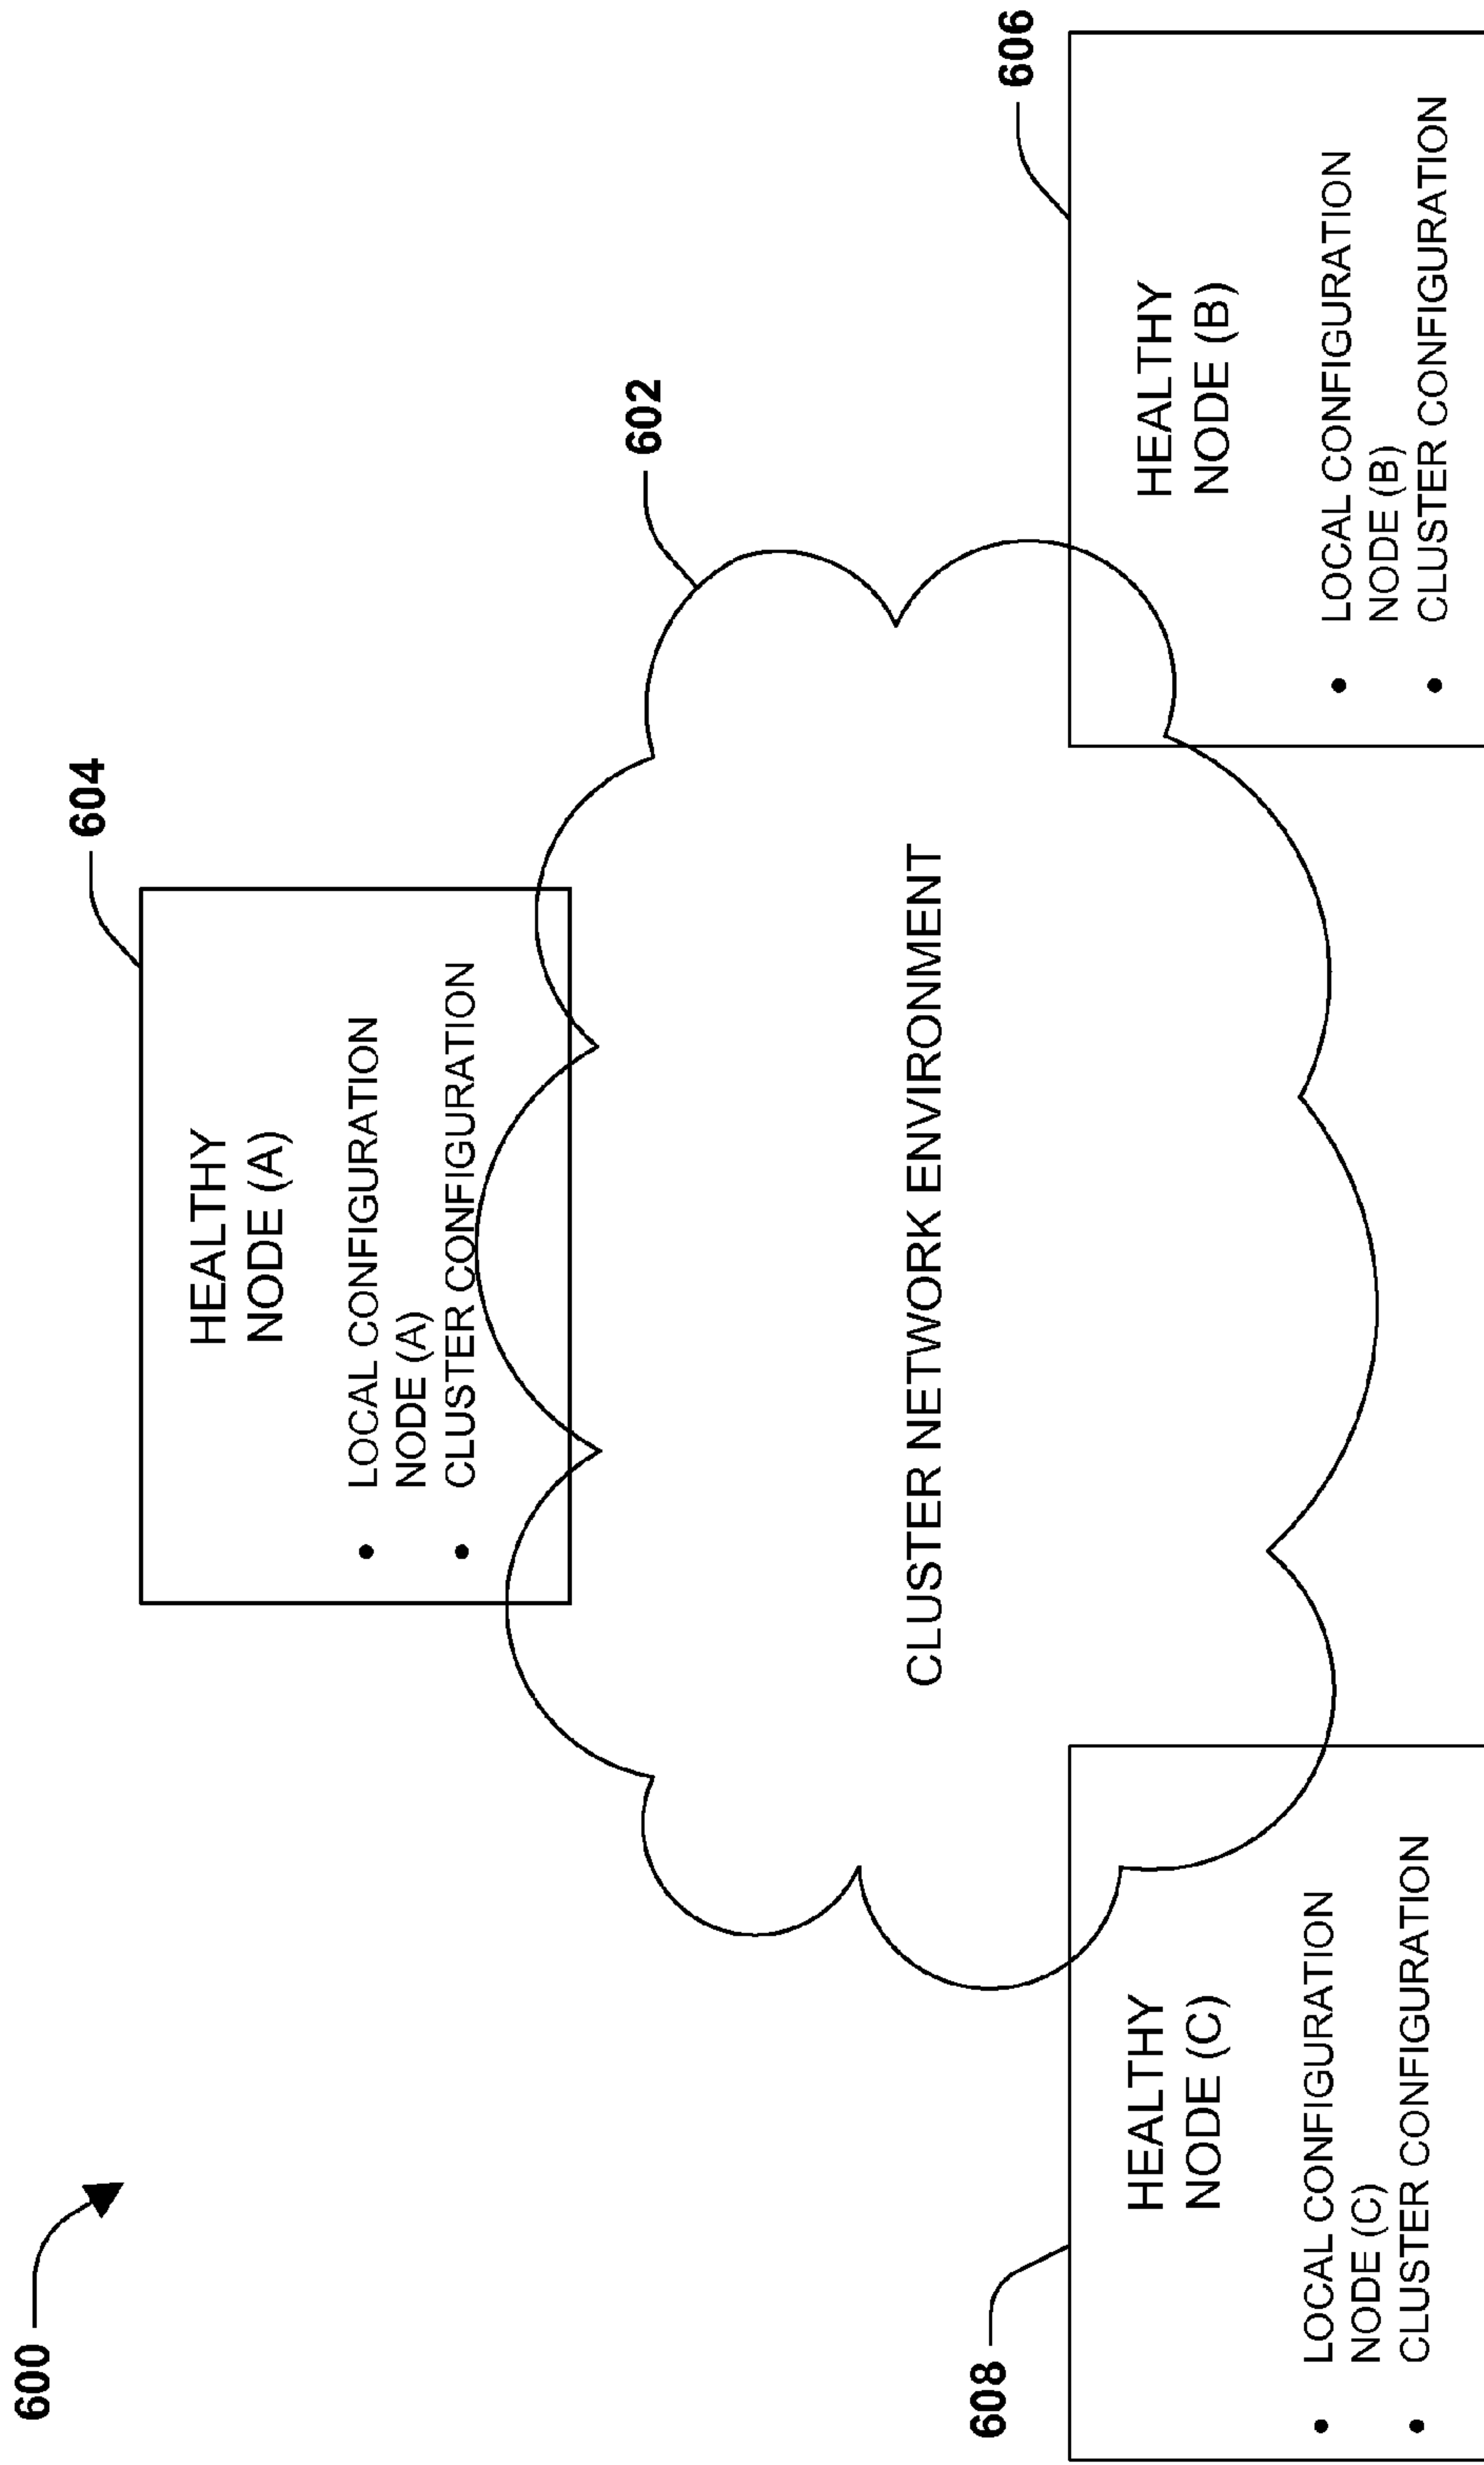 600
604
HEALTHY
NODE (A)
• LOCAL CONFIGURATION
NODE (A)
• CLUSTER CONFIGURATION
602
CLUSTER NETWORK ENVIRONMENT
608
HEALTHY
NODE (C)
• LOCAL CONFIGURATION
NODE (C)
• CLUSTER CONFIGURATION
606
HEALTHY
NODE (B)
• LOCAL CONFIGURATION
NODE (B)
• CLUSTER CONFIGURATION